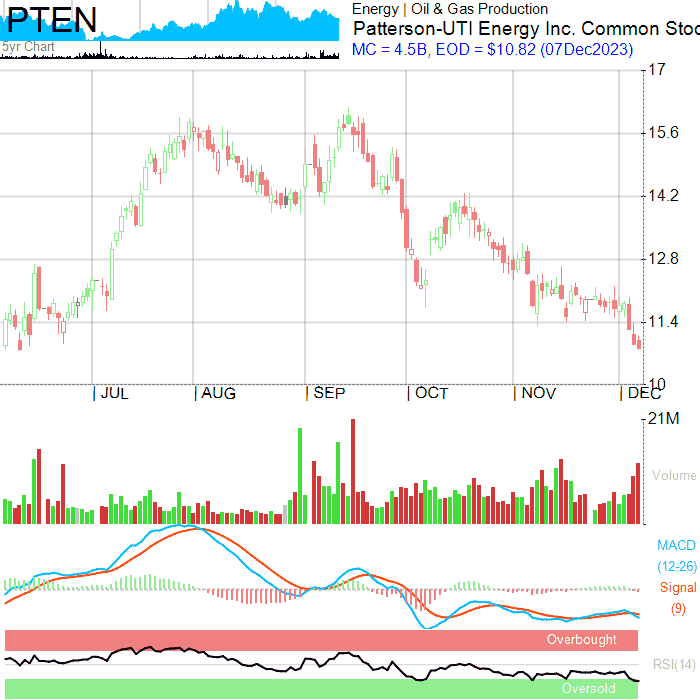 PTEN
5yr Chart
Energy | Oil & Gas Production
Patterson-UTI Energy Inc. Common Stoc
MC = 4.5B, EOD = $10.82 (07Dec2023)
17
15.6
14.2
12.8
11.4
10
| JUL | AUG | SEP | OCT | NOV | DEC
21M
Volume
MACD
(12-26)
Signal
(9)
Overbought
RSI(14)
Oversold